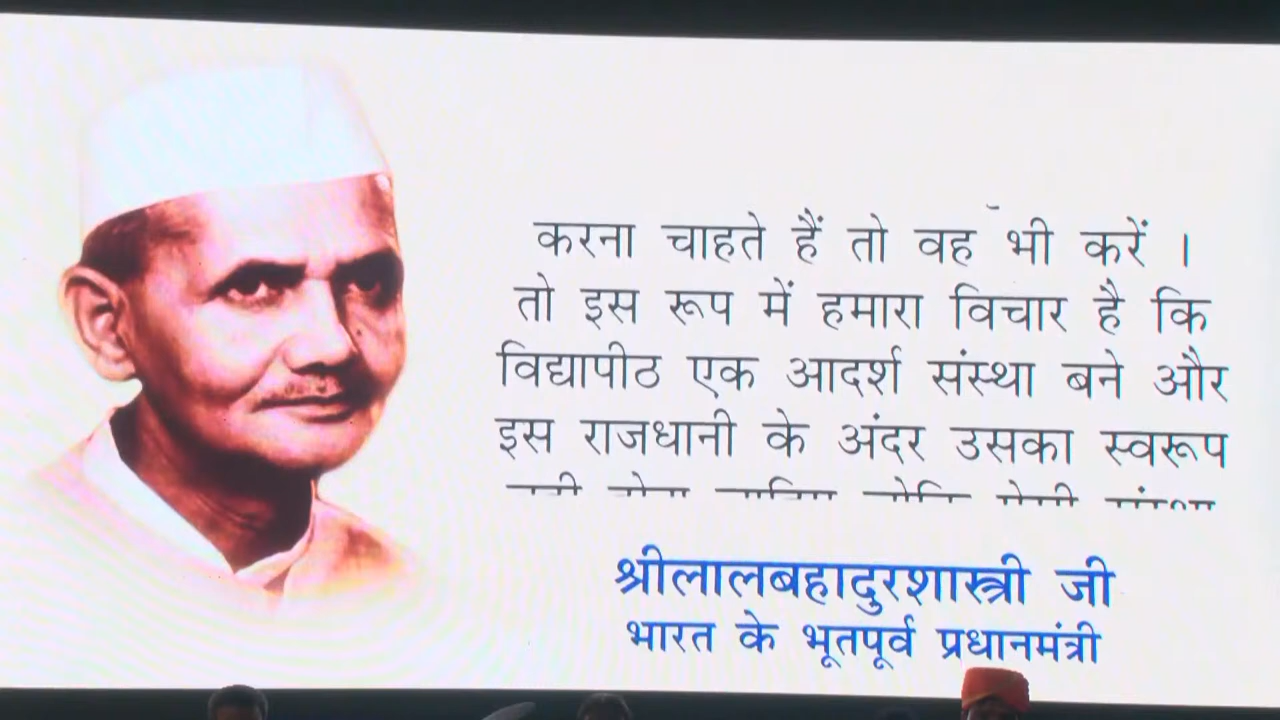 करना चाहते हैं तो वह भी करें ।
तो इस रूप में हमारा विचार है कि
विद्यापीठ एक आदर्श संस्था बने और
इस राजधानी के अंदर उसका स्वरूप
श्रीलालबहादुरशास्त्री जी
भारत के भूतपूर्व प्रधानमंत्री